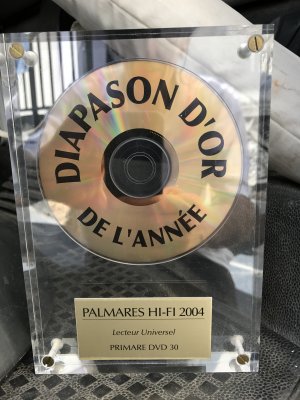 DIAPASON D'OR
DE L'ANNÉE
PALMARES HI-FI 2004
Lecteur Universel
PRIMARE DVD 30